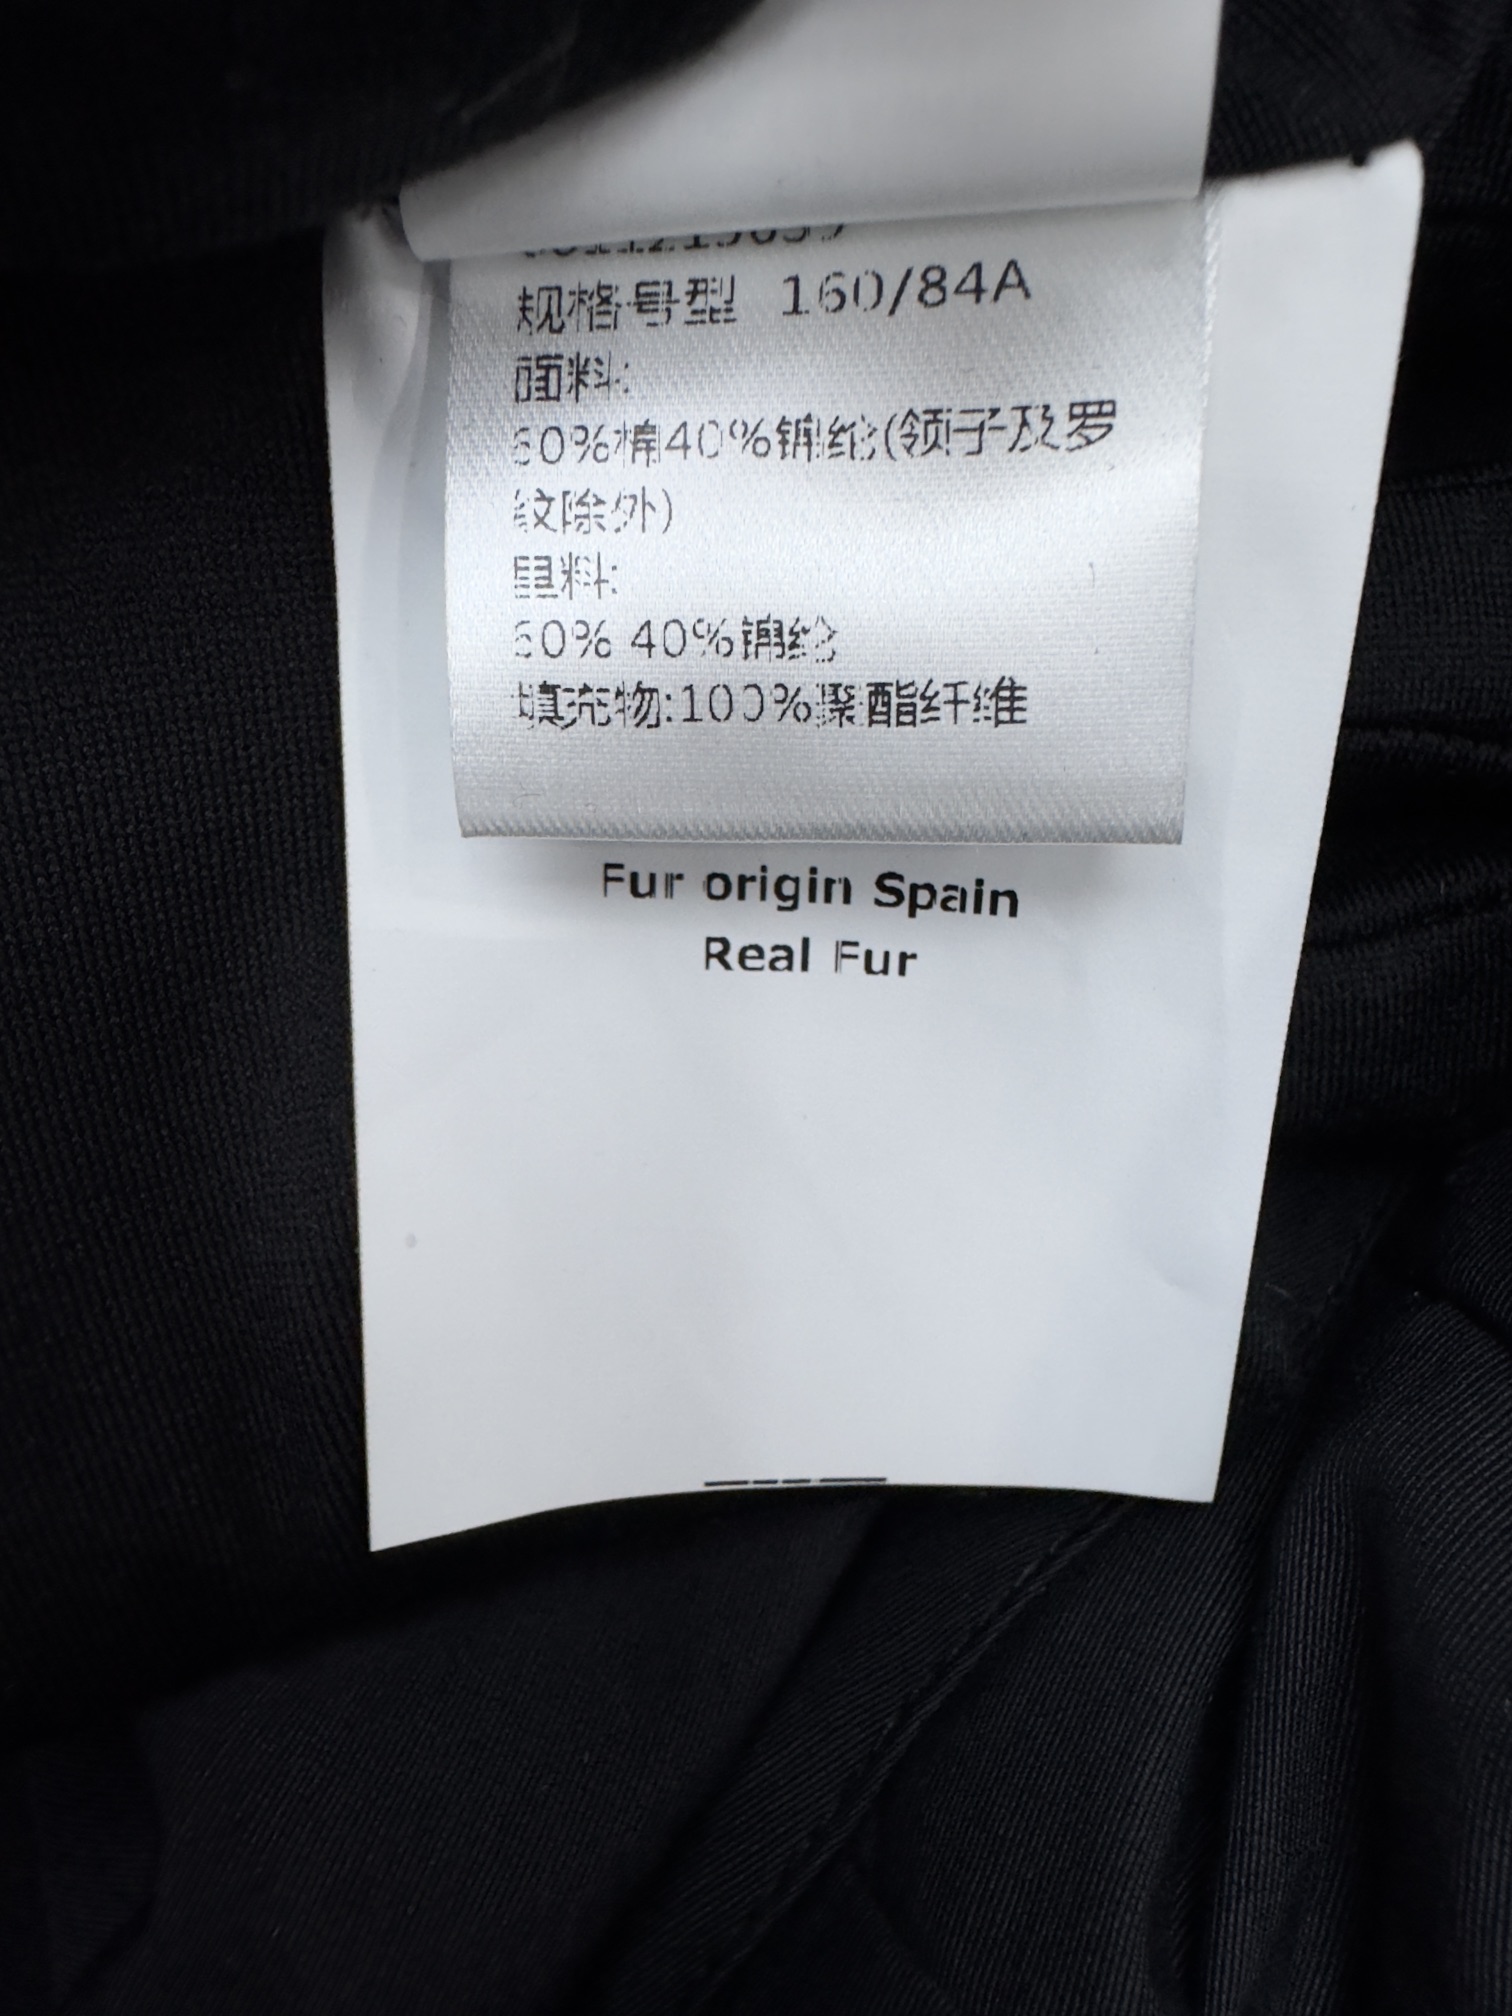 规格号型 160/84A
面料:
60%棉40%锦纶(领子及罗
纹除外)
里料:
60% 40%锦纶
填充物:100%聚酯纤维
Fur origin Spain
Real Fur